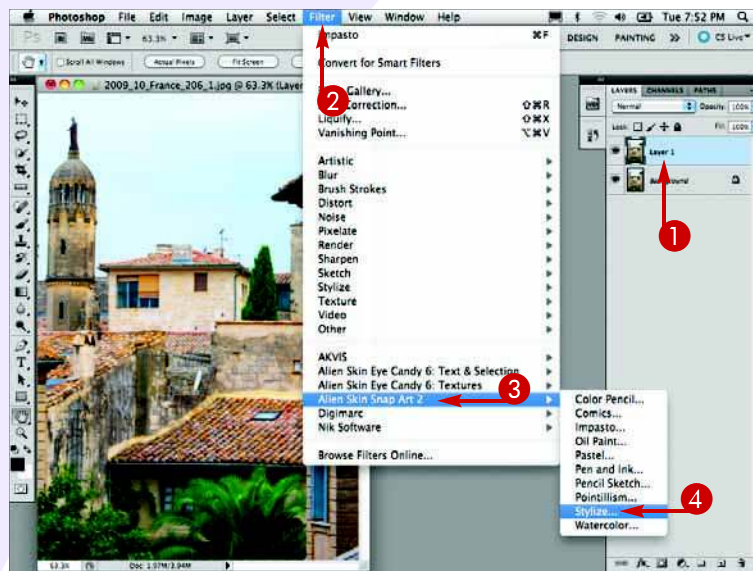 Photoshop File Edit Image Layer Select Filter View Window Help Tue 7:52 PM
Ps 63.3% DESIGN PAINTING >> CS Live
Scroll All Windows Actual Pixels Fit Screen
2009_10_France_206_1.jpg @ 63.3% (Layer
Impasto ⌘F
Convert for Smart Filters
Gallery...
Correction... ⇧⌘R
Liquify... ⇧⌘X
Vanishing Point... ⌥⌘V
Artistic
Blur
Brush Strokes
Distort
Noise
Pixelate
Render
Sharpen
Sketch
Stylize
Texture
Video
Other
AKVIS
Alien Skin Eye Candy 6: Text & Selection
Alien Skin Eye Candy 6: Textures
Alien Skin Snap Art 2
Digimarc
Nik Software
Browse Filters Online...
Color Pencil...
Comics...
Impasto...
Oil Paint...
Pastel...
Pen and Ink...
Pencil Sketch...
Pointillism...
Stylize...
Watercolor...
LAYERS CHANNELS PATHS
Normal Opacity: 100%
Lock: Fill: 100%
Layer 1
1
2
3
4
63.3% Doc: 1.97M/3.94M